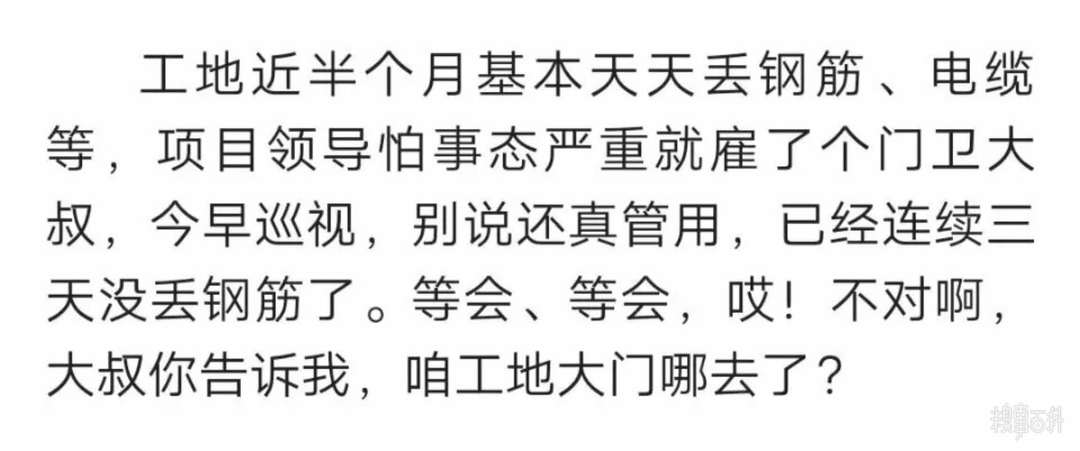 工地近半个月基本天天丢钢筋、电缆
等，项目领导怕事态严重就雇了个门卫大
叔，今早巡视，别说还真管用，已经连续三
天没丢钢筋了。等会、等会，哎！不对啊，
大叔你告诉我，咱工地大门哪去了？